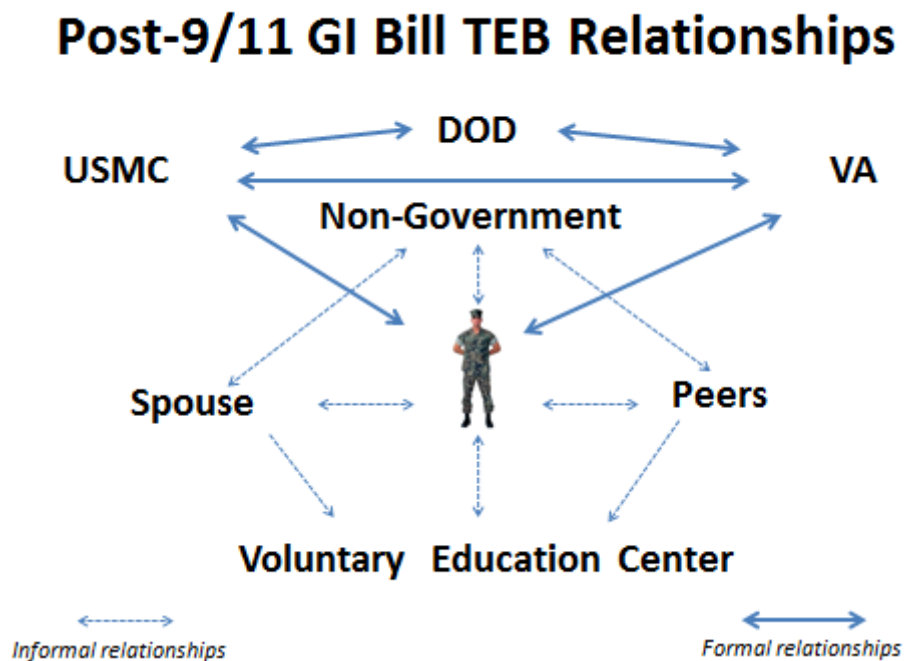 Post-9/11 GI Bill TEB Relationships
DOD
USMC
VA
Non-Government
Spouse
Peers
Voluntary Education Center
Informal relationships
Formal relationships